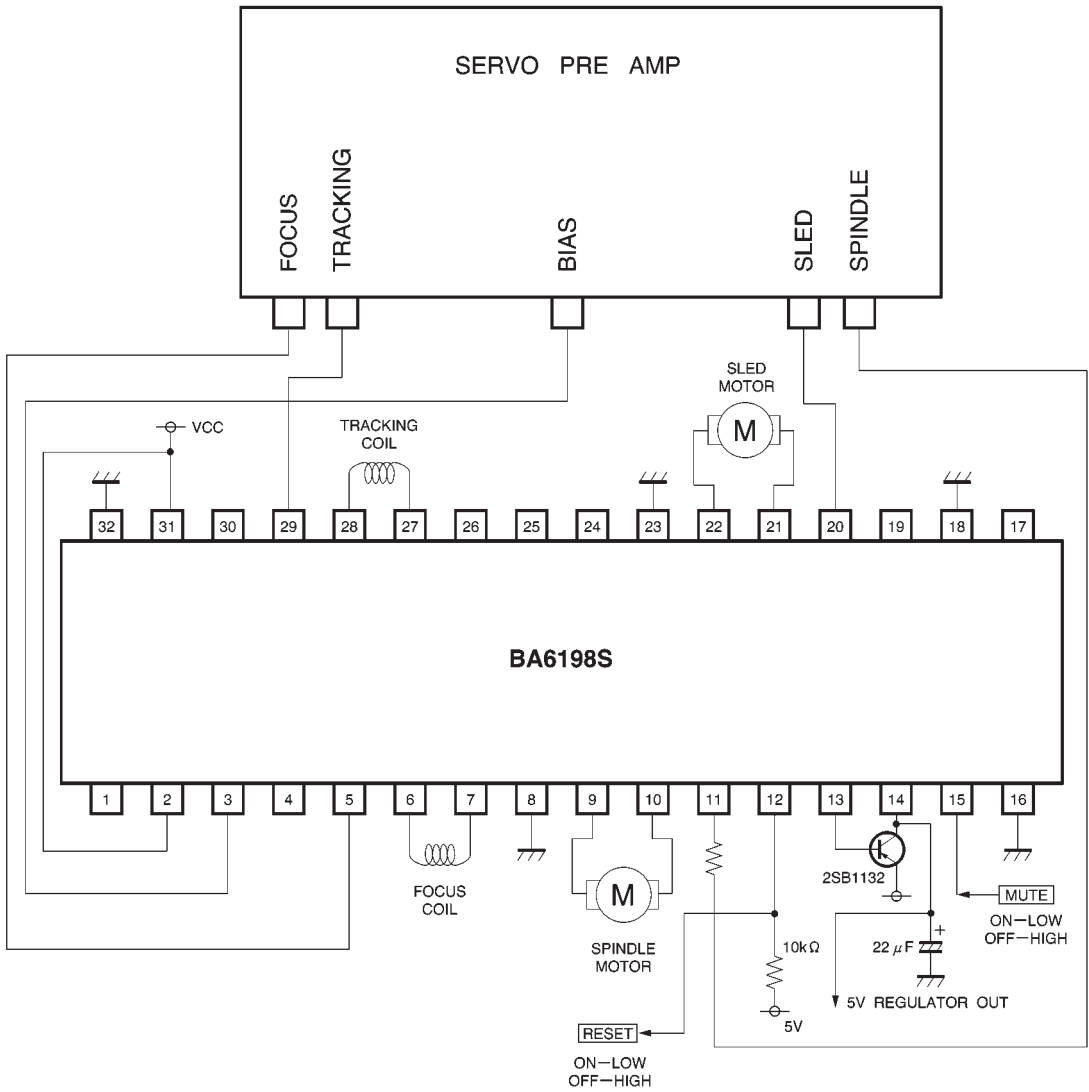 SERVO PRE AMP
FOCUS
TRACKING
BIAS
SLED
SPINDLE
SLED
MOTOR
VCC
TRACKING
COIL
M
32 31 30 29 28 27 26 25 24 23 22 21 20 19 18 17
BA6198S
1 2 3 4 5 6 7 8 9 10 11 12 13 14 15 16
2SB1132
FOCUS
COIL
M
MUTE
ON–LOW
OFF–HIGH
SPINDLE
MOTOR
10kΩ
22 μF
+
5V REGULATOR OUT
5V
RESET
ON–LOW
OFF–HIGH